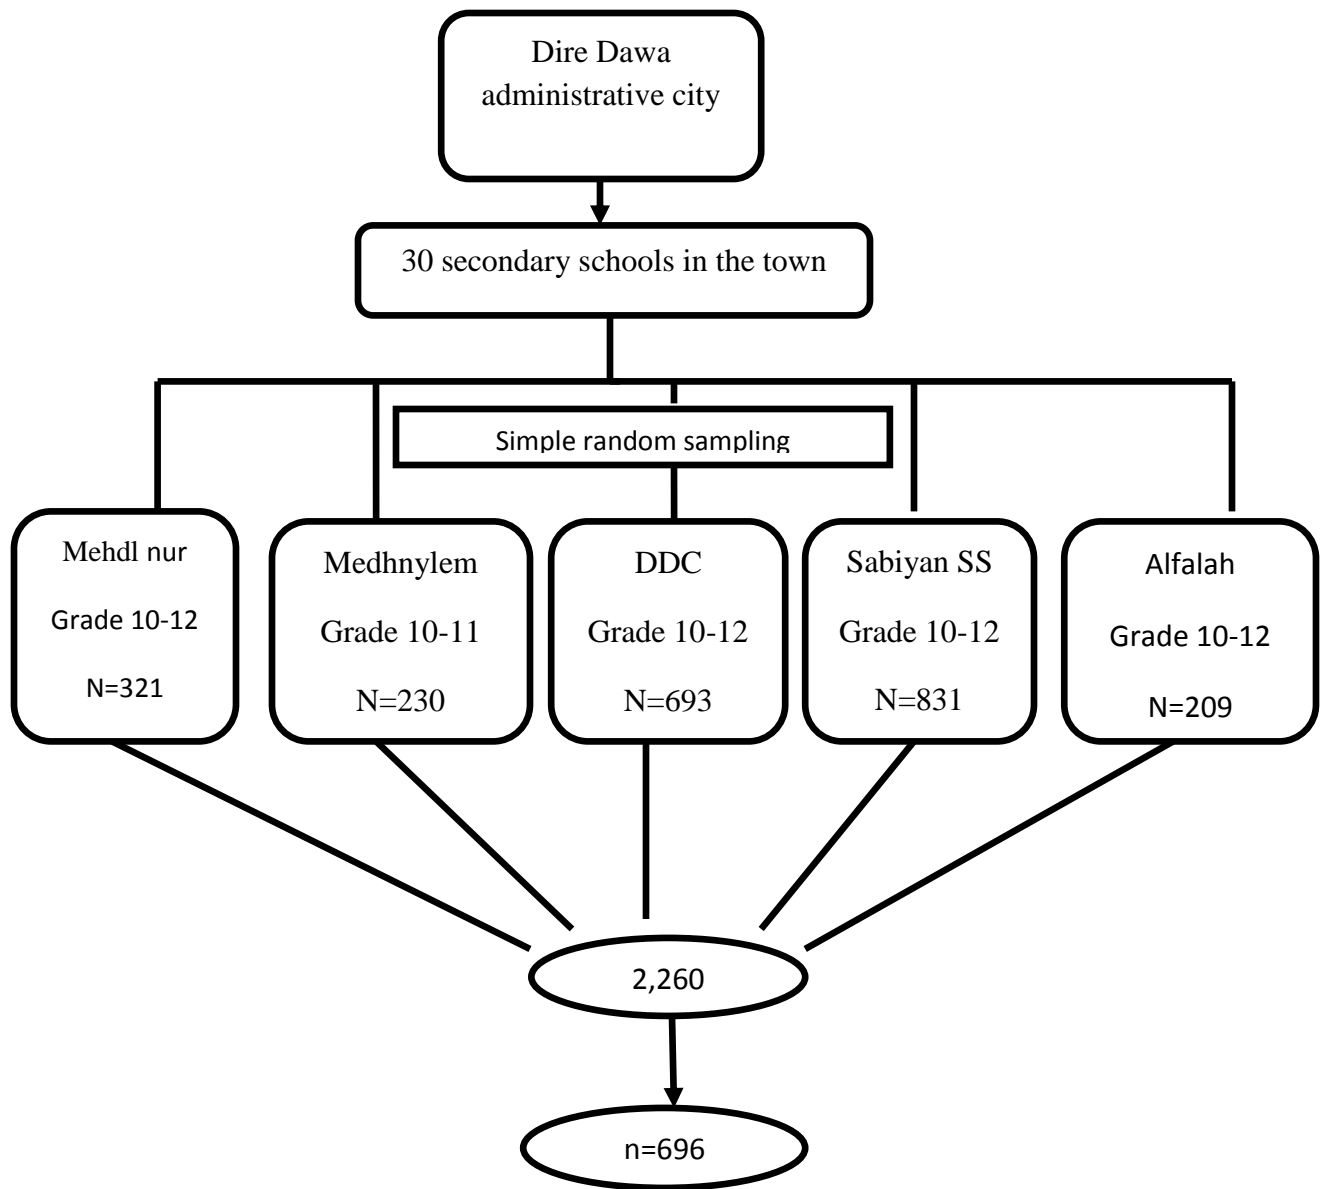 Dire Dawa
administrative city
30 secondary schools in the town
Simple random sampling
Mehdl nur
Grade 10-12
N=321
Medhnylem
Grade 10-11
N=230
DDC
Grade 10-12
N=693
Sabiyan SS
Grade 10-12
N=831
Alfalah
Grade 10-12
N=209
2,260
n=696